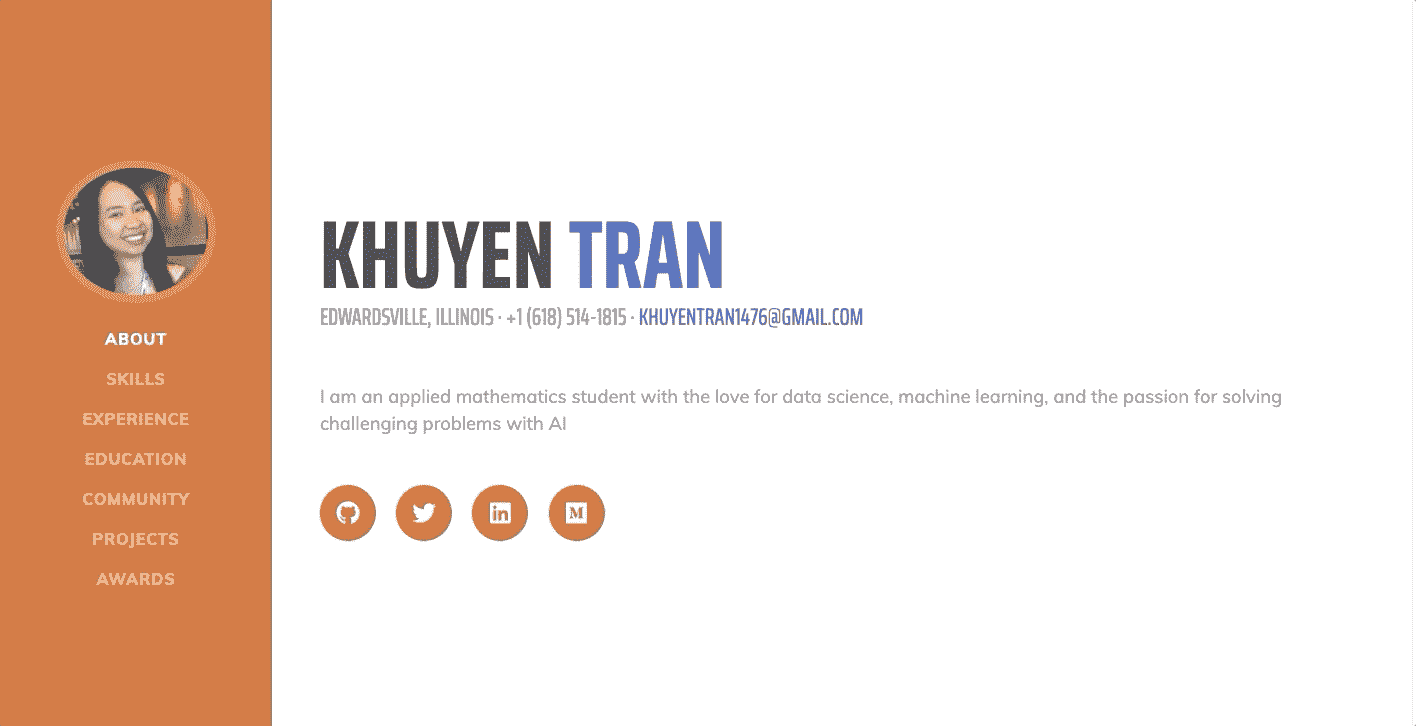 ABOUT
SKILLS
EXPERIENCE
EDUCATION
COMMUNITY
PROJECTS
AWARDS
KHUYEN TRAN
EDWARDSVILLE, ILLINOIS · +1 (618) 514-1815 · KHUYENTRAN1476@GMAIL.COM
I am an applied mathematics student with the love for data science, machine learning, and the passion for solving
challenging problems with AI
in
M